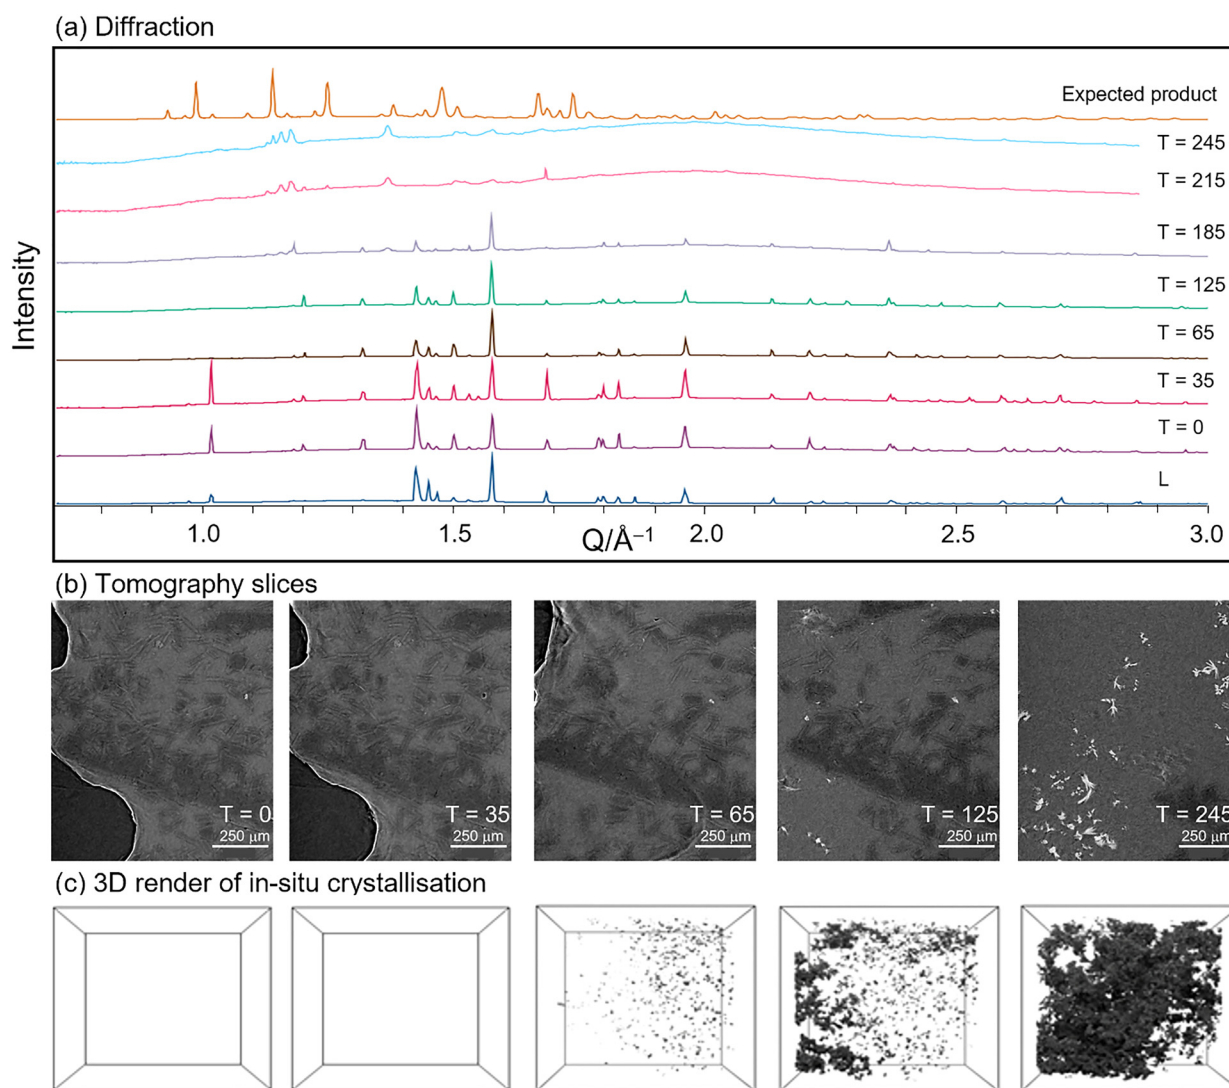 (a) Diffraction
Expected product
T = 245
T = 215
T = 185
T = 125
T = 65
T = 35
T = 0
L
Intensity
1.0 1.5 2.0 2.5 3.0
Q/Å⁻¹
(b) Tomography slices
T = 0 T = 35 T = 65 T = 125 T = 245
250 μm 250 μm 250 μm 250 μm 250 μm
(c) 3D render of in-situ crystallisation